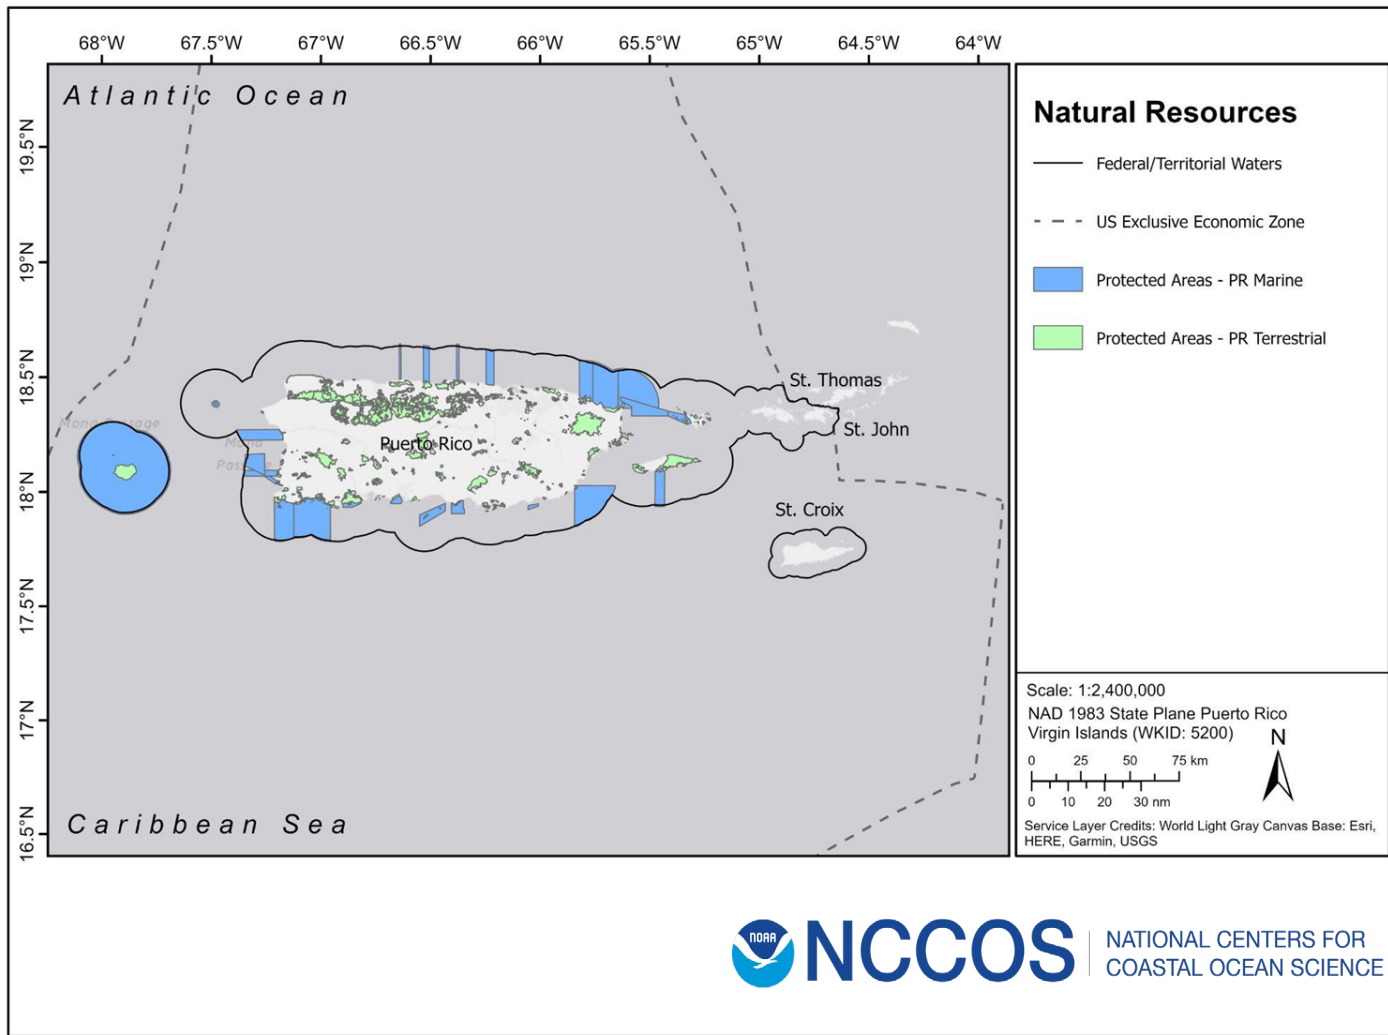 68°W 67.5°W 67°W 66.5°W 66°W 65.5°W 65°W 64.5°W 64°W
Atlantic Ocean
19.5°N
19°N
18.5°N
18°N
17.5°N
17°N
16.5°N
Mona Passage
Mona
Passage
Puerto Rico
St. Thomas
St. John
St. Croix
Caribbean Sea
Natural Resources
Federal/Territorial Waters
US Exclusive Economic Zone
Protected Areas - PR Marine
Protected Areas - PR Terrestrial
Scale: 1:2,400,000
NAD 1983 State Plane Puerto Rico
Virgin Islands (WKID: 5200)
N
0 25 50 75 km
0 10 20 30 nm
Service Layer Credits: World Light Gray Canvas Base: Esri,
HERE, Garmin, USGS
NOAA
NCCOS
NATIONAL CENTERS FOR
COASTAL OCEAN SCIENCE